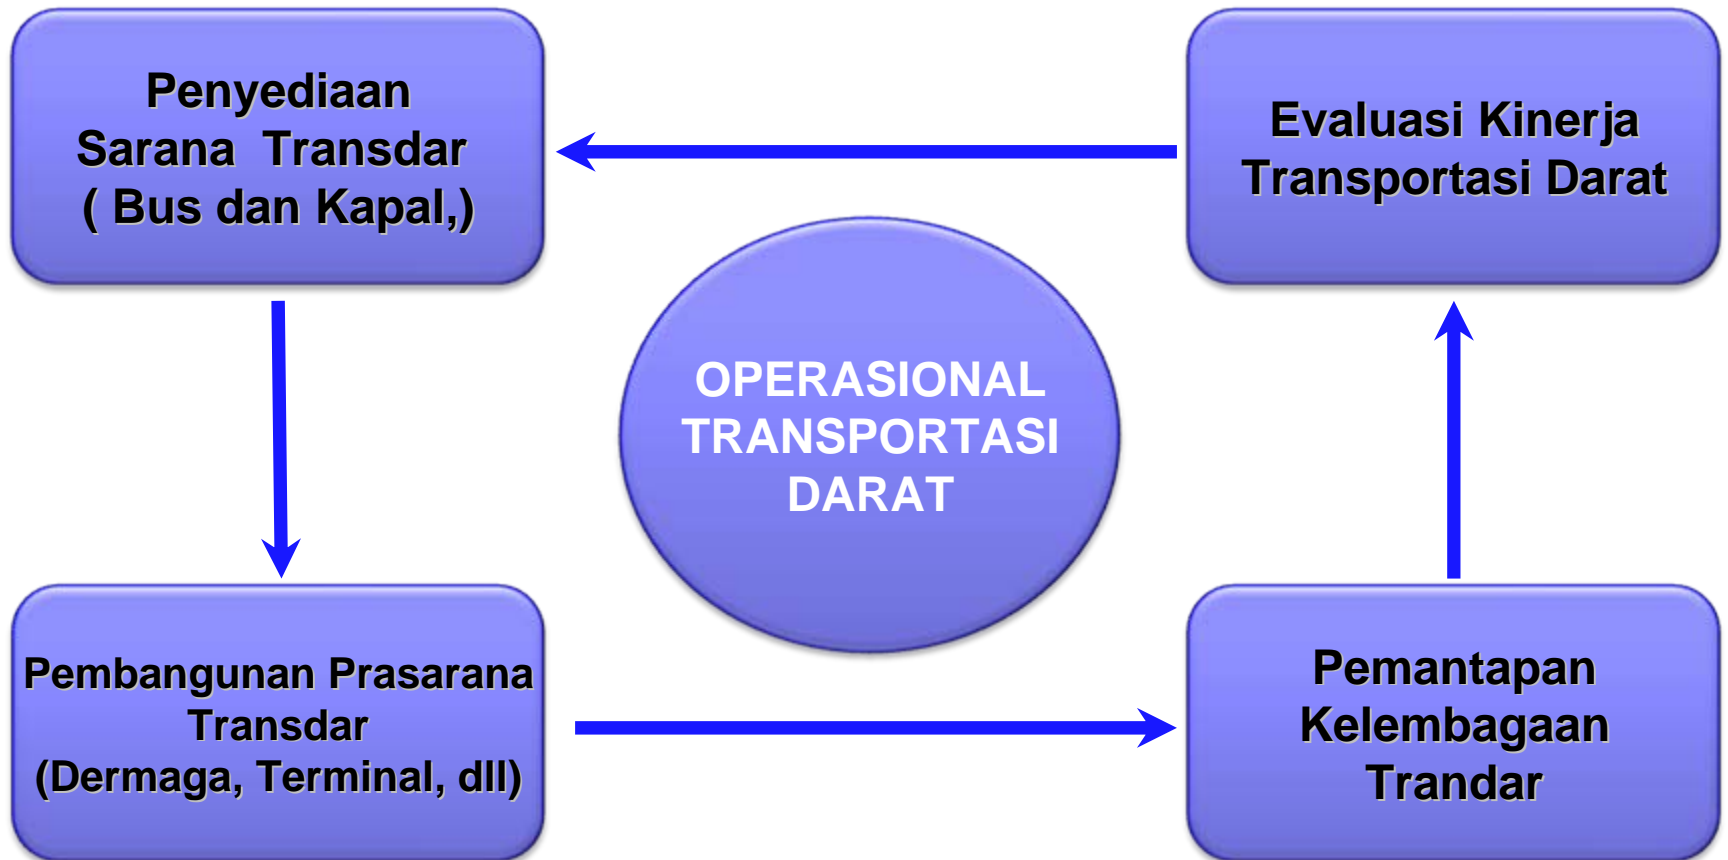 Penyediaan
Sarana Transdar
( Bus dan Kapal,)
Evaluasi Kinerja
Transportasi Darat
OPERASIONAL
TRANSPORTASI
DARAT
Pembangunan Prasarana
Transdar
(Dermaga, Terminal, dll)
Pemantapan
Kelembagaan
Trandar